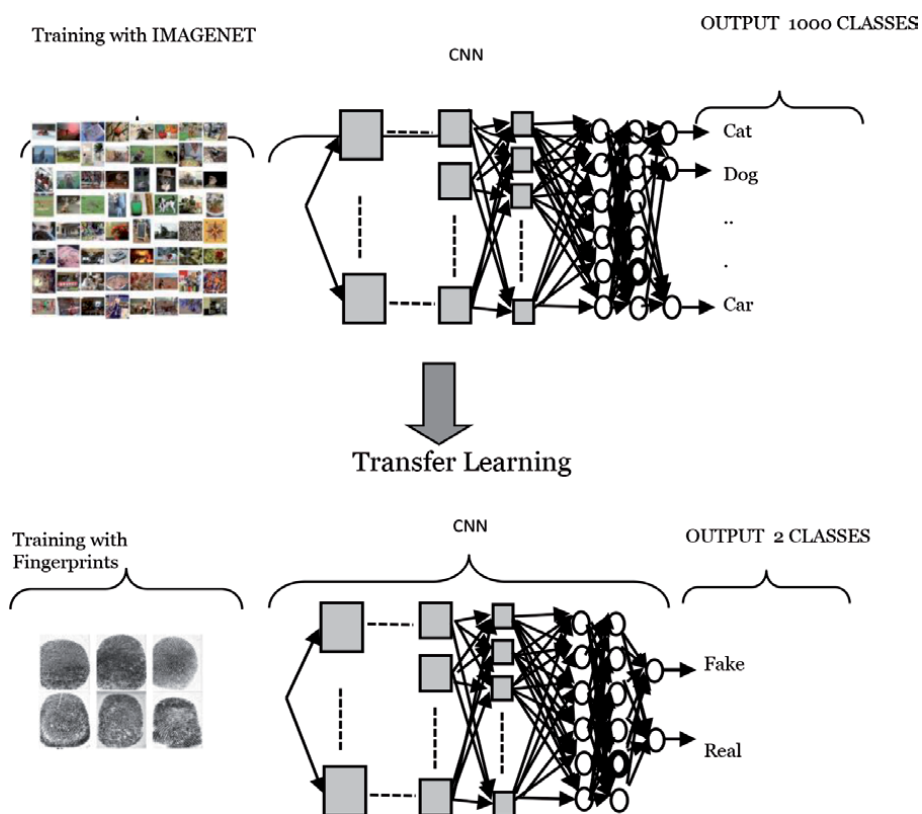 Training with IMAGENET
OUTPUT 1000 CLASSES
CNN
Cat
Dog
..
.
Car
Transfer Learning
Training with
Fingerprints
CNN
OUTPUT 2 CLASSES
Fake
Real